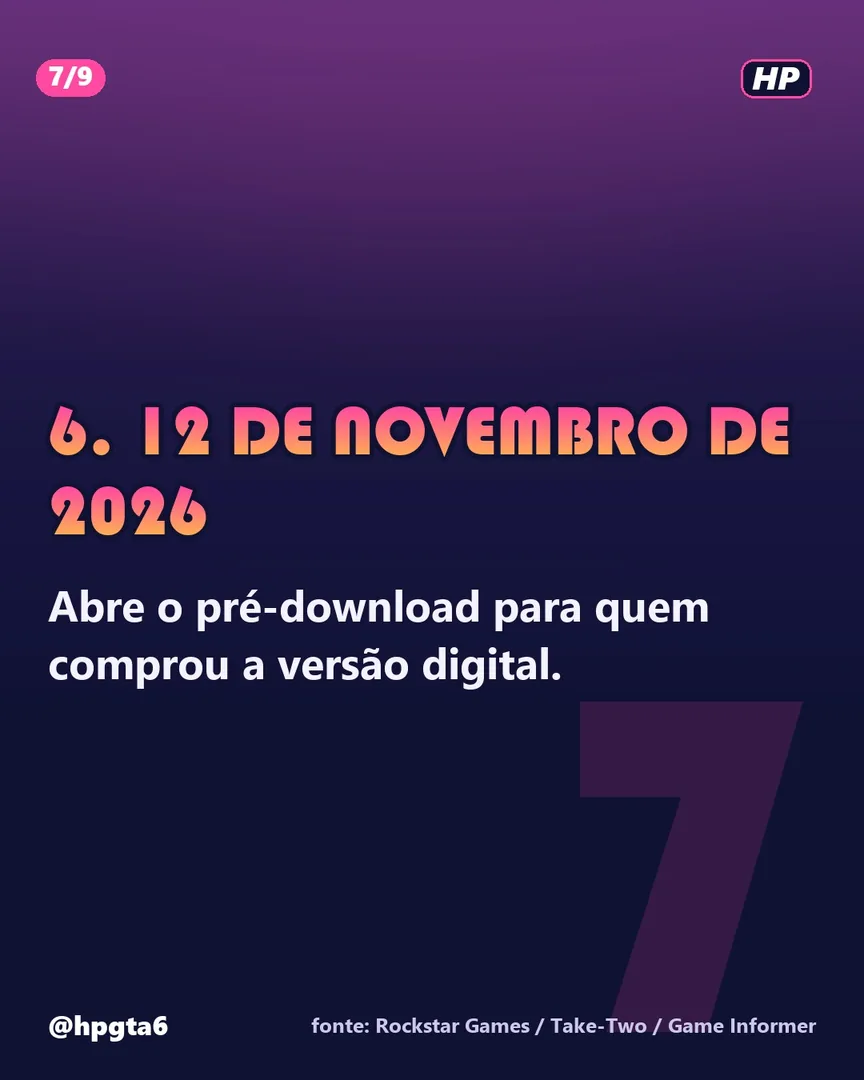 7/9
HP
6. 12 DE NOVEMBRO DE
2026
Abre o pré-download para quem
comprou a versão digital.
7
@hpgta6
fonte: Rockstar Games / Take-Two / Game Informer